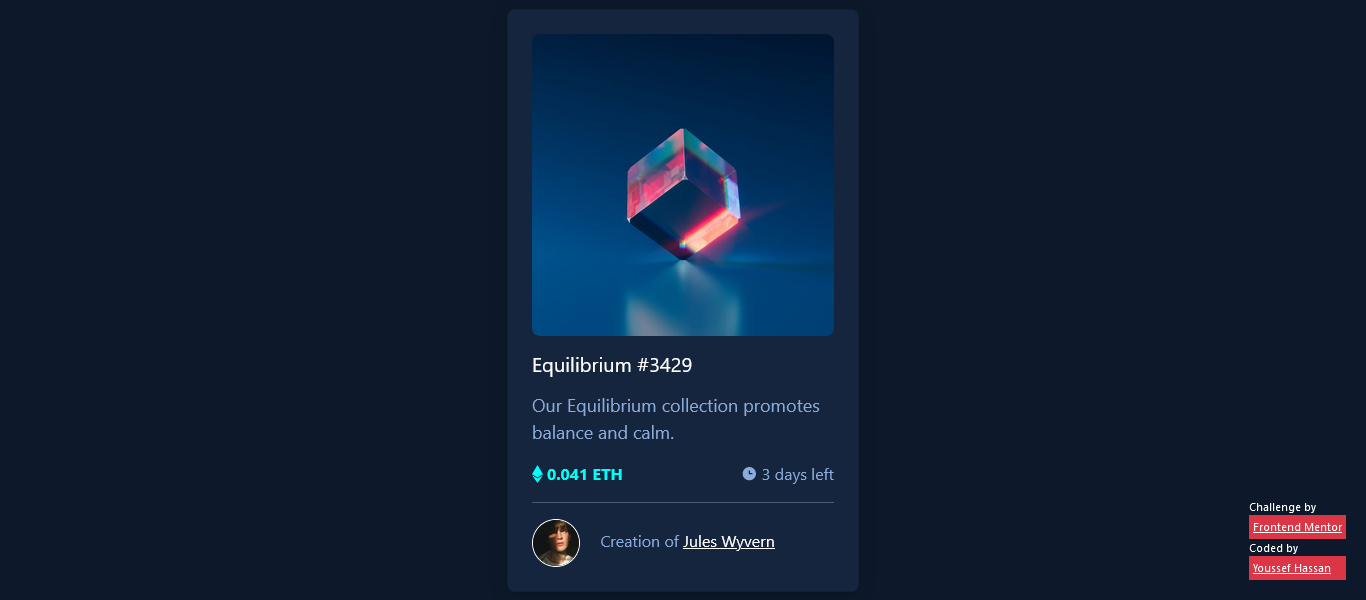 Equilibrium #3429
Our Equilibrium collection promotes
balance and calm.
0.041 ETH
3 days left
Creation of Jules Wyvern
Challenge by
Frontend Mentor
Coded by
Youssef Hassan